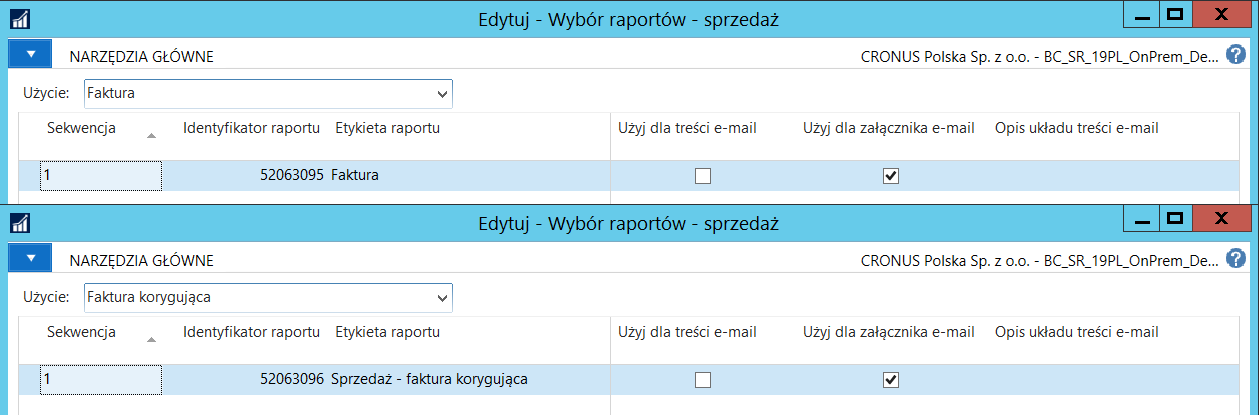 Edytuj - Wybór raportów - sprzedaż
NARZĘDZIA GŁÓWNE CRONUS Polska Sp. z o.o. - BC_SR_19PL_OnPrem_De... ?
Użycie: Faktura
Sekwencja Identyfikator raportu Etykieta raportu Użyj dla treści e-mail Użyj dla załącznika e-mail Opis układu treści e-mail
1 52063095 Faktura
Edytuj - Wybór raportów - sprzedaż
NARZĘDZIA GŁÓWNE CRONUS Polska Sp. z o.o. - BC_SR_19PL_OnPrem_De... ?
Użycie: Faktura korygująca
Sekwencja Identyfikator raportu Etykieta raportu Użyj dla treści e-mail Użyj dla załącznika e-mail Opis układu treści e-mail
1 52063096 Sprzedaż - faktura korygująca